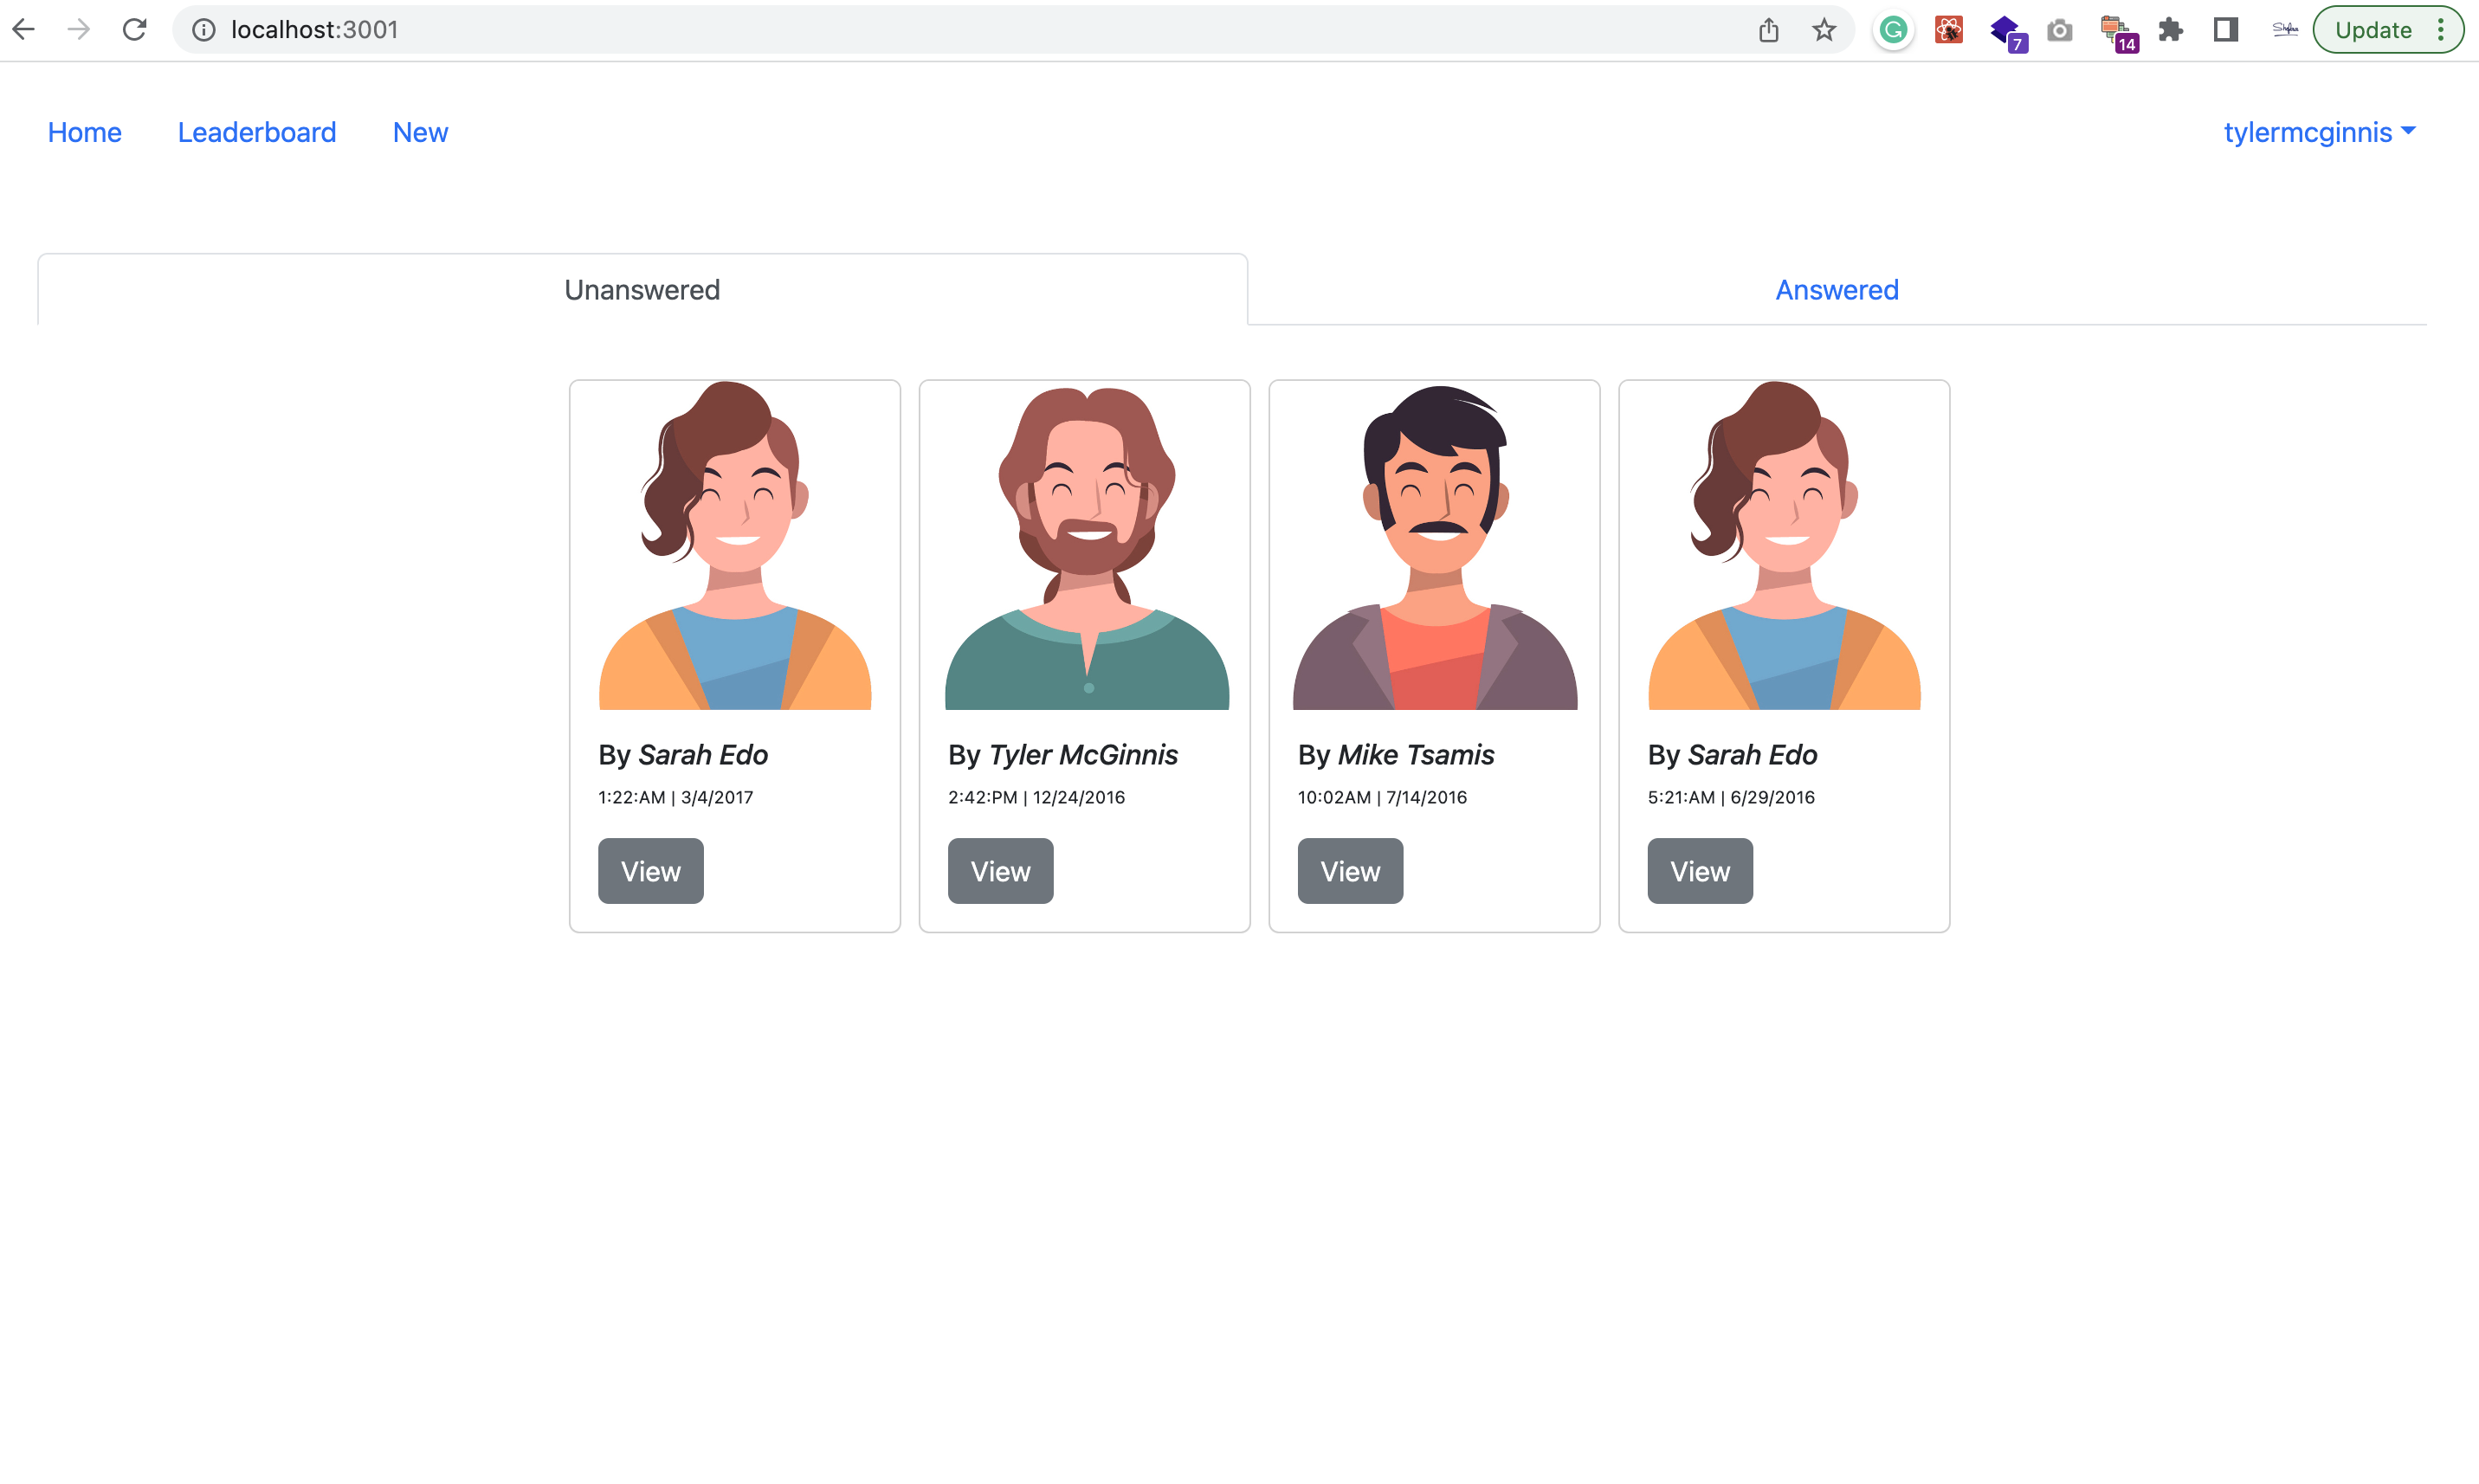 localhost:3001
7
14
Update
Home Leaderboard New tylermcginnis
Unanswered Answered
By Sarah Edo
1:22:AM | 3/4/2017
View
By Tyler McGinnis
2:42:PM | 12/24/2016
View
By Mike Tsamis
10:02AM | 7/14/2016
View
By Sarah Edo
5:21:AM | 6/29/2016
View